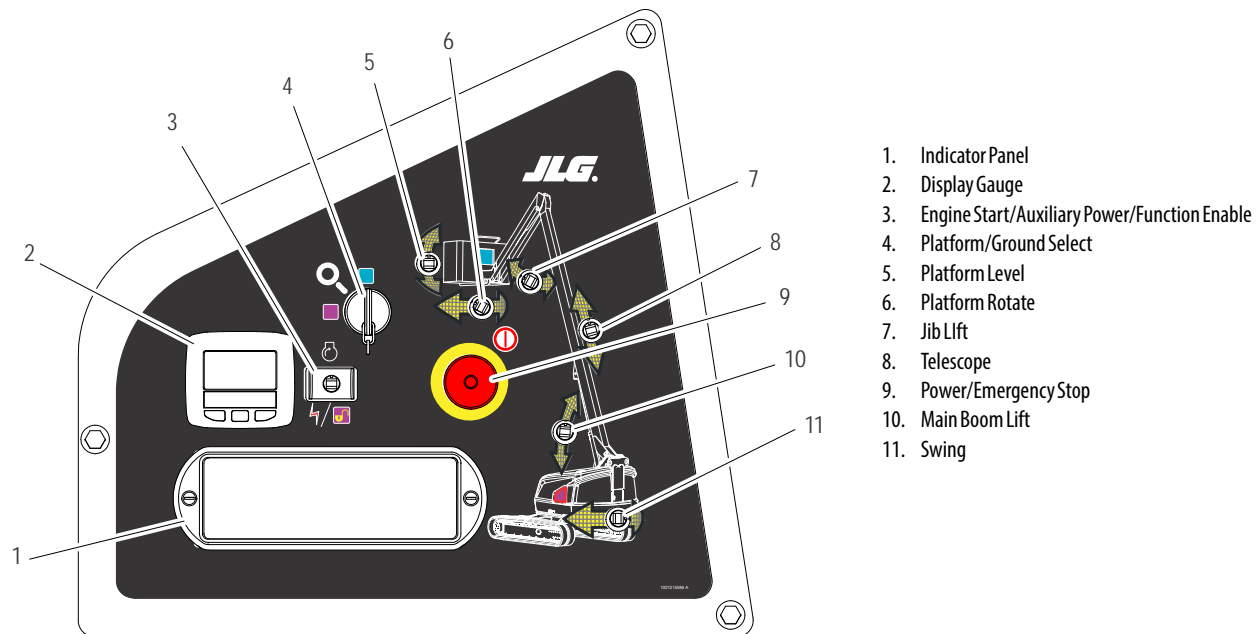 6
5
4
3
JLG.
7
8
2
9
10
11
1
1. Indicator Panel
2. Display Gauge
3. Engine Start/Auxiliary Power/Function Enable
4. Platform/Ground Select
5. Platform Level
6. Platform Rotate
7. Jib LIft
8. Telescope
9. Power/Emergency Stop
10. Main Boom Lift
11. Swing